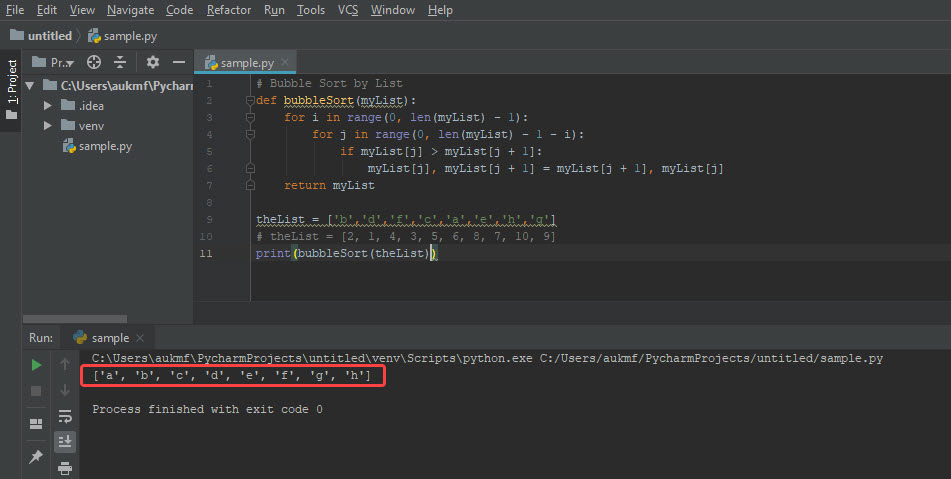 File Edit View Navigate Code Refactor Run Tools VCS Window Help
untitled sample.py
1: Project
Pr...
sample.py
C:\Users\aukmf\Pycharm
.idea
venv
sample.py
1 # Bubble Sort by List
2 def bubbleSort(myList):
3 for i in range(0, len(myList) - 1):
4 for j in range(0, len(myList) - 1 - i):
5 if myList[j] > myList[j + 1]:
6 myList[j], myList[j + 1] = myList[j + 1], myList[j]
7 return myList
8
9 theList = ['b','d','f','c','a','e','h','g']
10 # theList = [2, 1, 4, 3, 5, 6, 8, 7, 10, 9]
11 print(bubbleSort(theList))
Run: sample
C:\Users\aukmf\PycharmProjects\untitled\venv\Scripts\python.exe C:/Users/aukmf/PycharmProjects/untitled/sample.py
['a', 'b', 'c', 'd', 'e', 'f', 'g', 'h']
Process finished with exit code 0